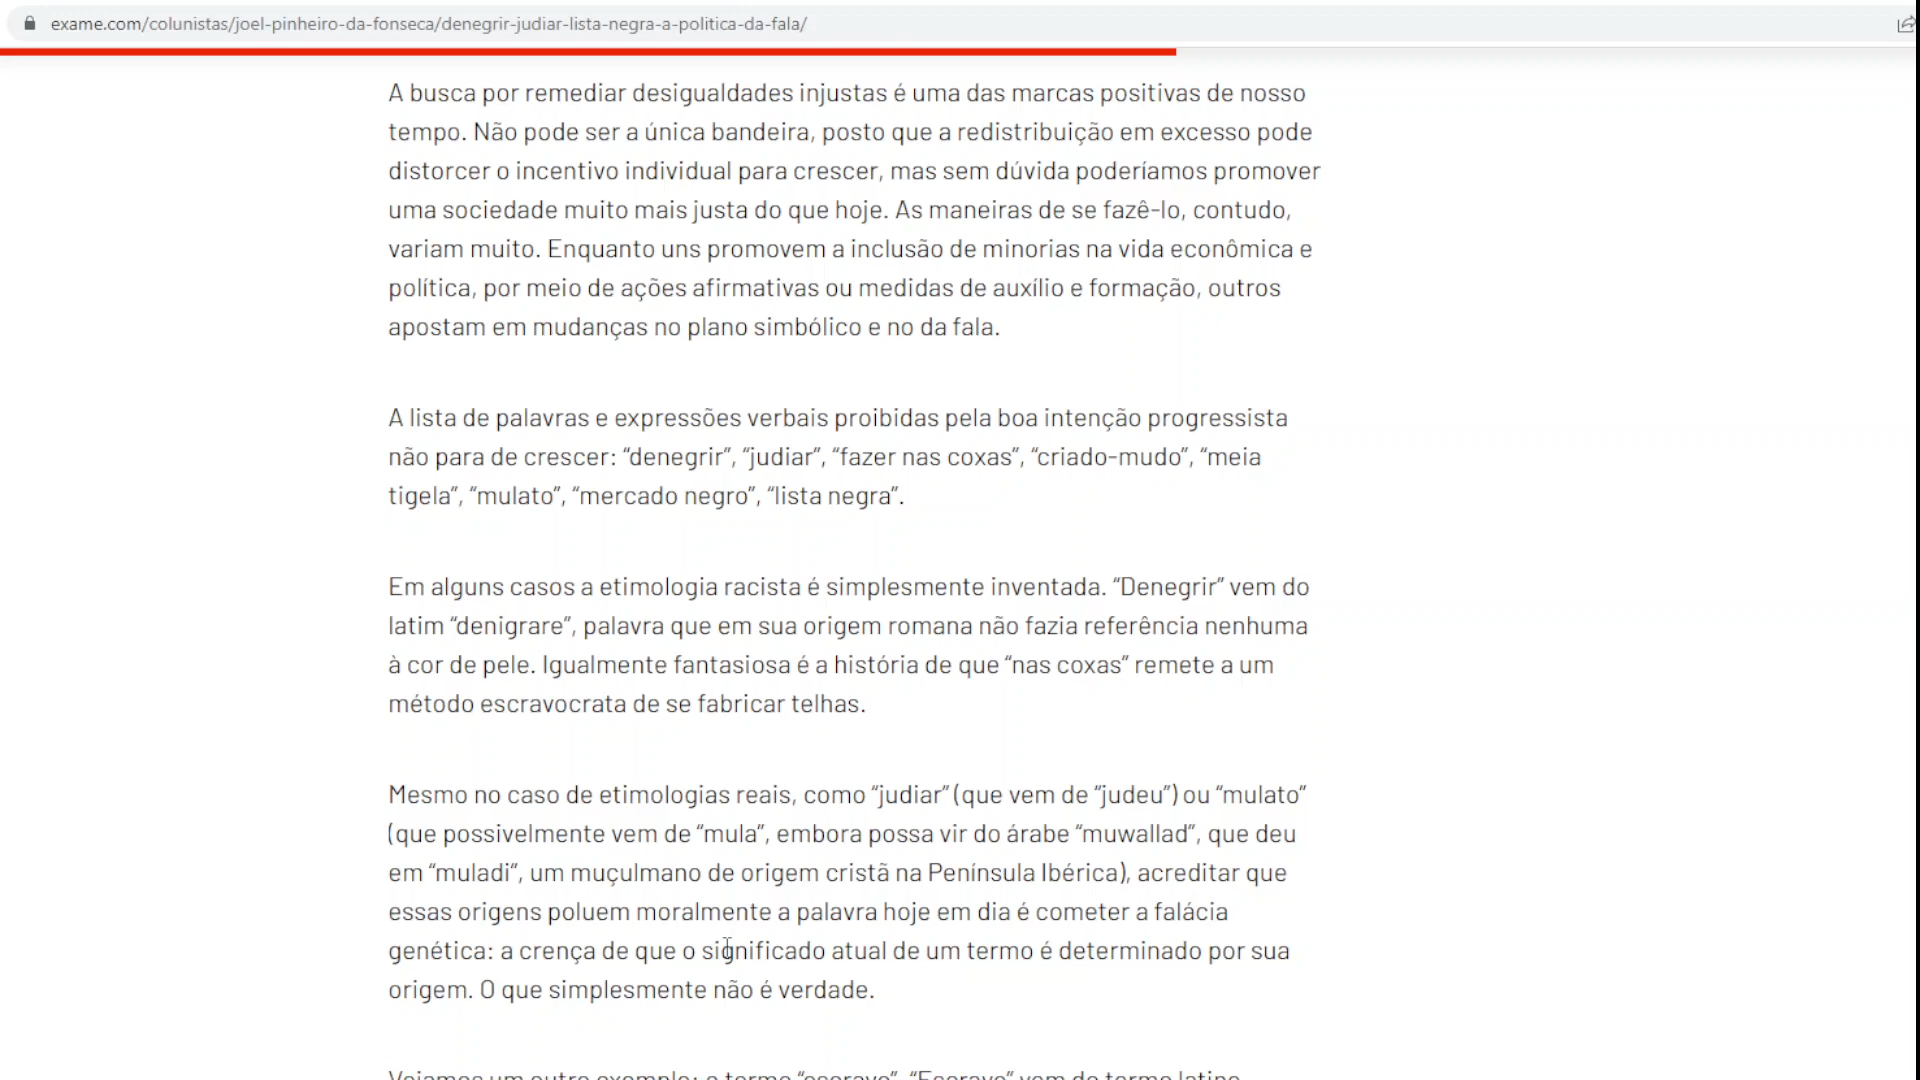 exame.com/colunistas/joel-pinheiro-da-fonseca/denegrir-judiar-lista-negra-a-politica-da-fala/
A busca por remediar desigualdades injustas é uma das marcas positivas de nosso
tempo. Não pode ser a única bandeira, posto que a redistribuição em excesso pode
distorcer o incentivo individual para crescer, mas sem dúvida poderíamos promover
uma sociedade muito mais justa do que hoje. As maneiras de se fazê-lo, contudo,
variam muito. Enquanto uns promovem a inclusão de minorias na vida econômica e
política, por meio de ações afirmativas ou medidas de auxílio e formação, outros
apostam em mudanças no plano simbólico e no da fala.
A lista de palavras e expressões verbais proibidas pela boa intenção progressista
não para de crescer: “denegrir”, “judiar”, “fazer nas coxas”, “criado-mudo”, “meia
tigela”, “mulato”, “mercado negro”, “lista negra”.
Em alguns casos a etimologia racista é simplesmente inventada. “Denegrir” vem do
latim “denigrare”, palavra que em sua origem romana não fazia referência nenhuma
à cor de pele. Igualmente fantasiosa é a história de que “nas coxas” remete a um
método escravocrata de se fabricar telhas.
Mesmo no caso de etimologias reais, como “judiar” (que vem de “judeu”) ou “mulato”
(que possivelmente vem de “mula”, embora possa vir do árabe “muwallad”, que deu
em “muladi”, um muçulmano de origem cristã na Península Ibérica), acreditar que
essas origens poluem moralmente a palavra hoje em dia é cometer a falácia
genética: a crença de que o significado atual de um termo é determinado por sua
origem. O que simplesmente não é verdade.
Vejamos um outro exemplo: o termo “escravo”. “Escravo” vem do termo latino